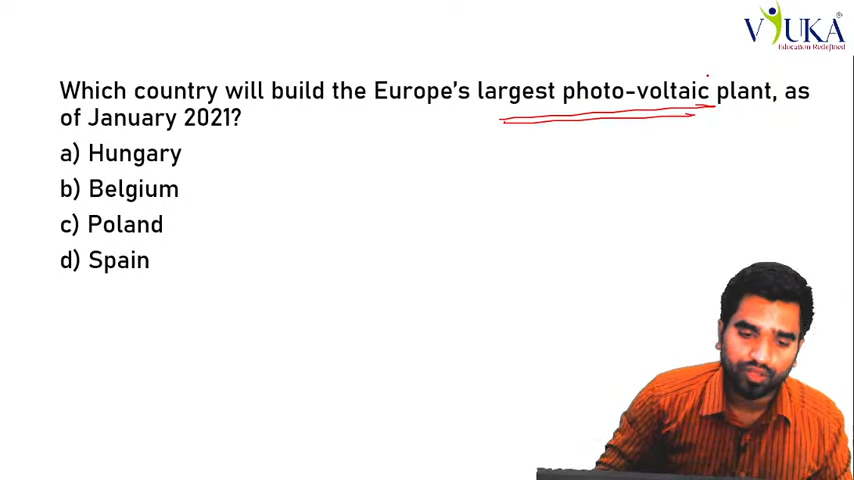 VYUKA
Education Redefined
Which country will build the Europe's largest photo-voltaic plant, as
of January 2021?
a) Hungary
b) Belgium
c) Poland
d) Spain